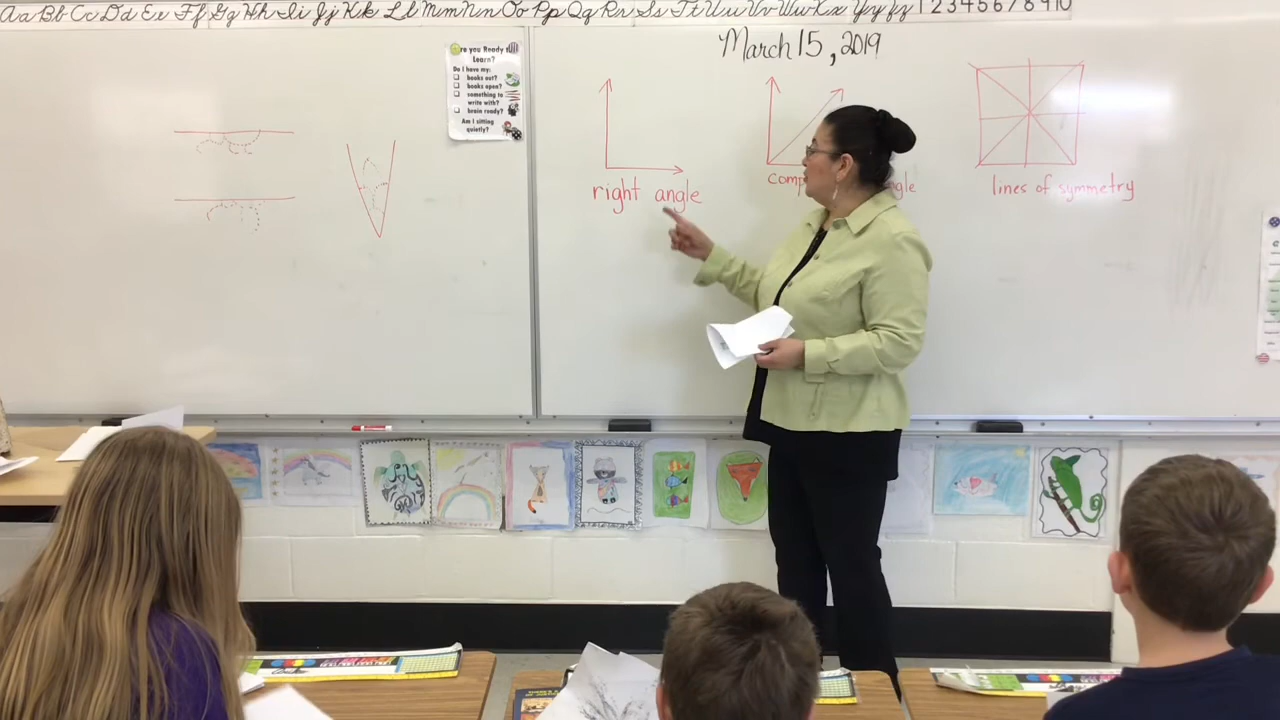 Aa Bb Cc Dd Ee Ff Gg Hh Ii Jj Kk Ll Mm Nn Oo Pp Qq Rr Ss Tt Uu Vv Ww Xx Yy Zz 1 2 3 4 5 6 7 8 9 10
March 15, 2019
re you Ready t
Learn?
Do I have my:
books out?
books open?
something to
write with?
brain ready?
Am I sitting
quietly?
right angle
comp gle
lines of symmetry